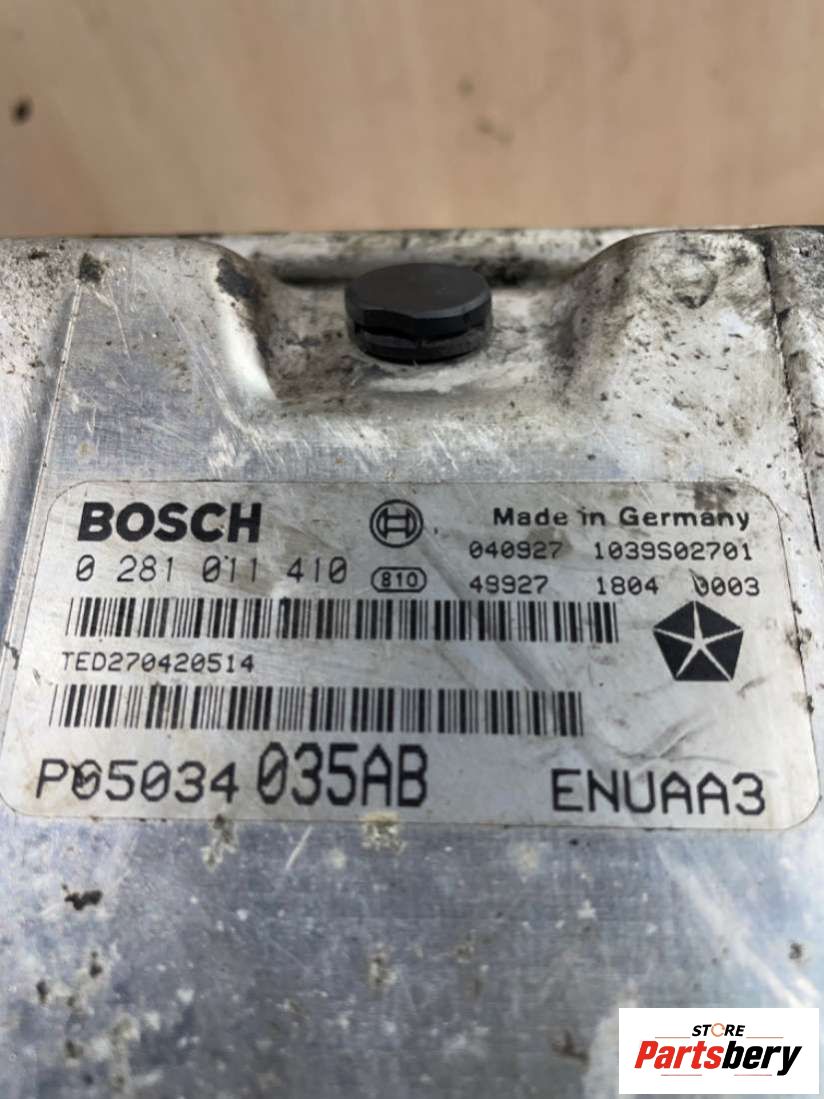 BOSCH
Made in Germany
0 281 011 410
040927 1039S02701
810
49927 1804 0003
TED270420514
P05034 035AB ENUAA3
STORE
Partsbery